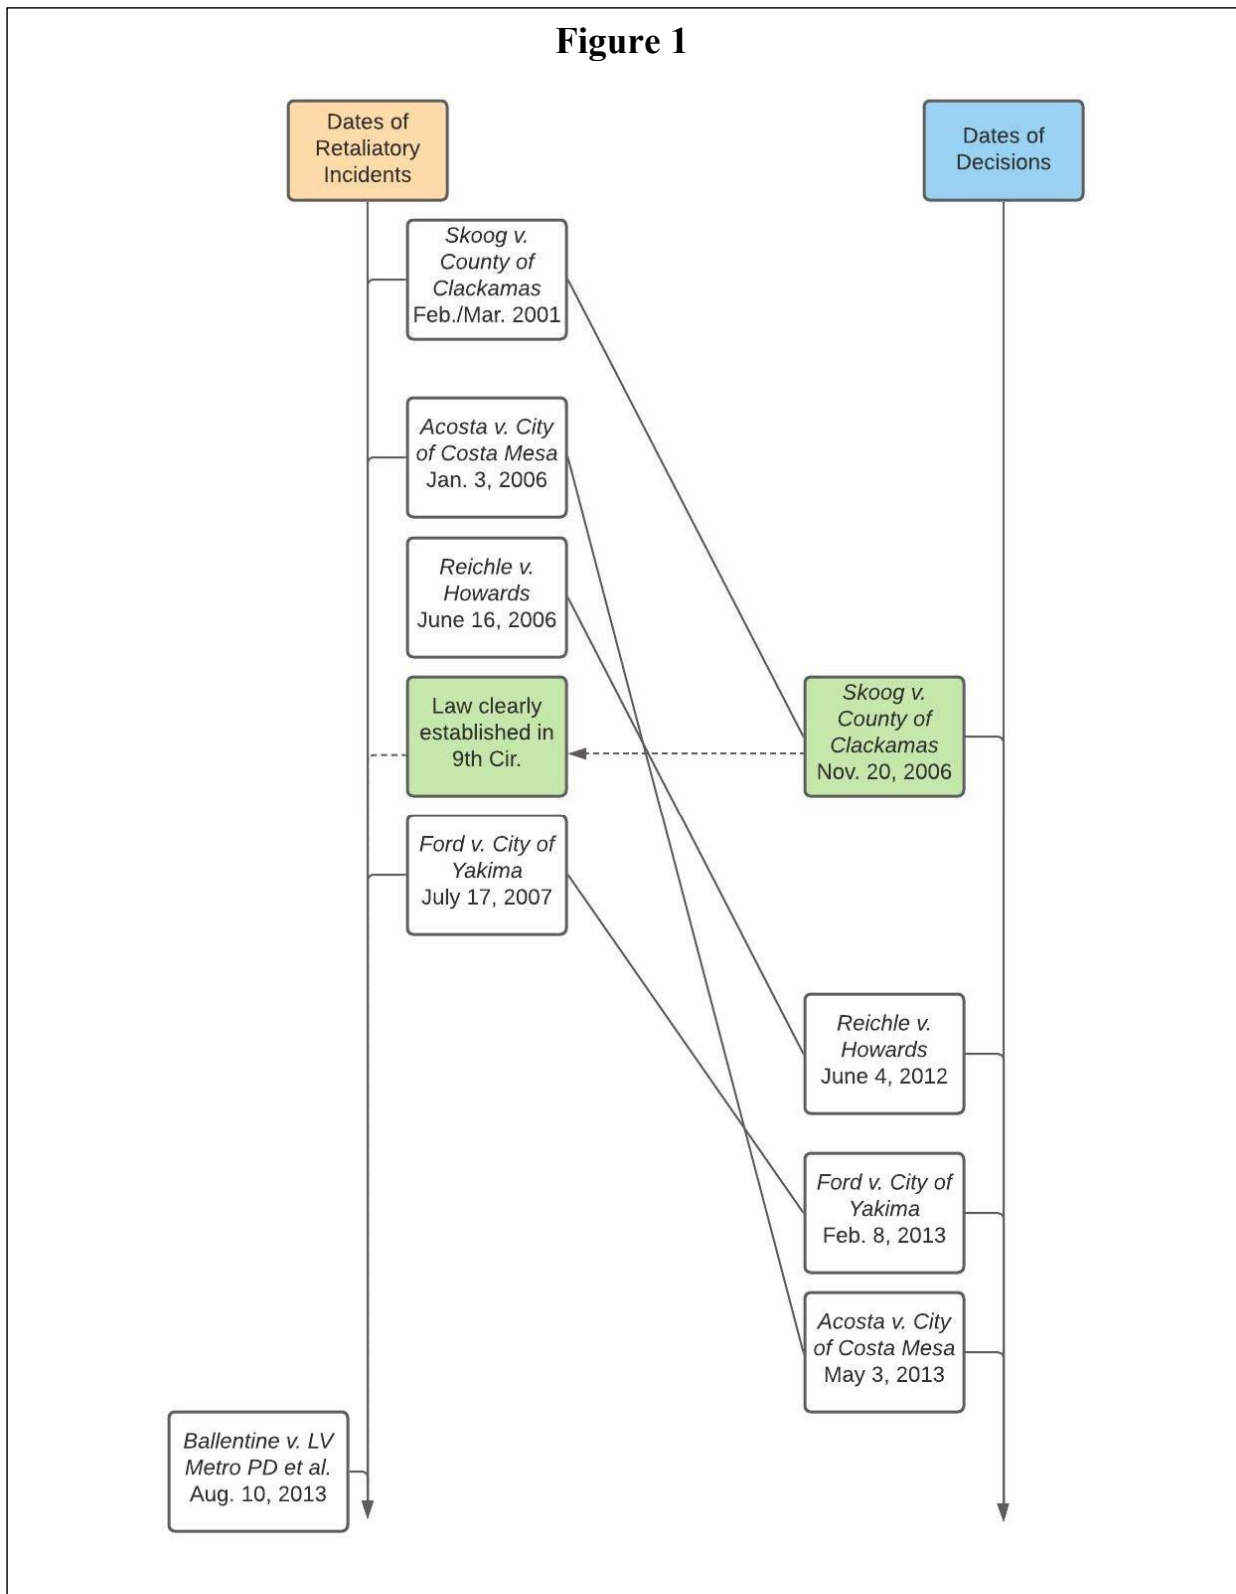 Figure 1
Dates of
Retaliatory
Incidents
Dates of
Decisions
Skoog v.
County of
Clackamas
Feb./Mar. 2001
Acosta v. City
of Costa Mesa
Jan. 3, 2006
Reichle v.
Howards
June 16, 2006
Law clearly
established in
9th Cir.
Skoog v.
County of
Clackamas
Nov. 20, 2006
Ford v. City of
Yakima
July 17, 2007
Reichle v.
Howards
June 4, 2012
Ford v. City of
Yakima
Feb. 8, 2013
Acosta v. City
of Costa Mesa
May 3, 2013
Ballentine v. LV
Metro PD et al.
Aug. 10, 2013